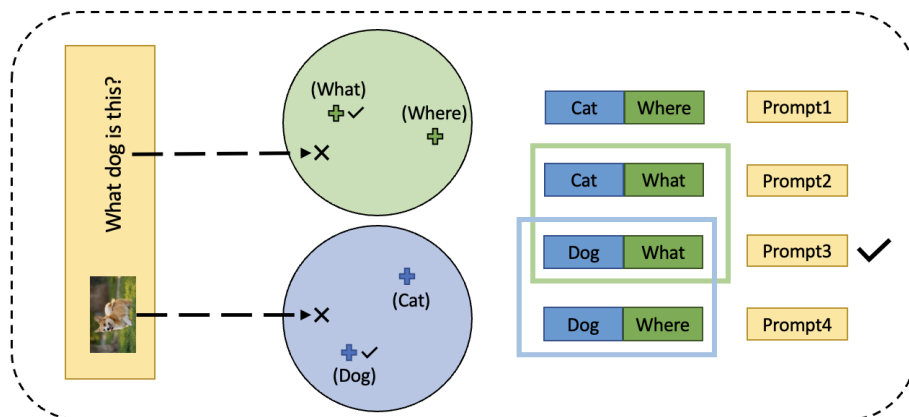 What dog is this?
(What)
(Where)
(Cat)
(Dog)
Cat Where Prompt1
Cat What Prompt2
Dog What Prompt3
Dog Where Prompt4